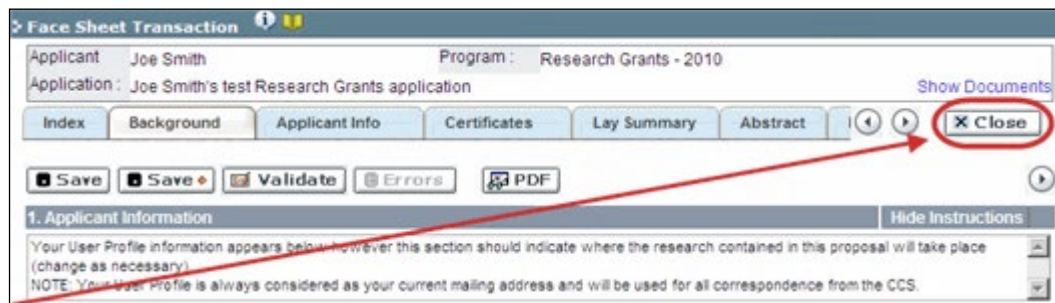 Face Sheet Transaction
Applicant Joe Smith Program : Research Grants - 2010
Application : Joe Smith's test Research Grants application Show Documents
Index Background Applicant Info Certificates Lay Summary Abstract Close
Save Save Validate Errors PDF
1. Applicant Information Hide Instructions
Your User Profile information appears below however this section should indicate where the research contained in this proposal will take place
(change as necessary)
NOTE: Your User Profile is always considered as your current mailing address and will be used for all correspondence from the CCS.